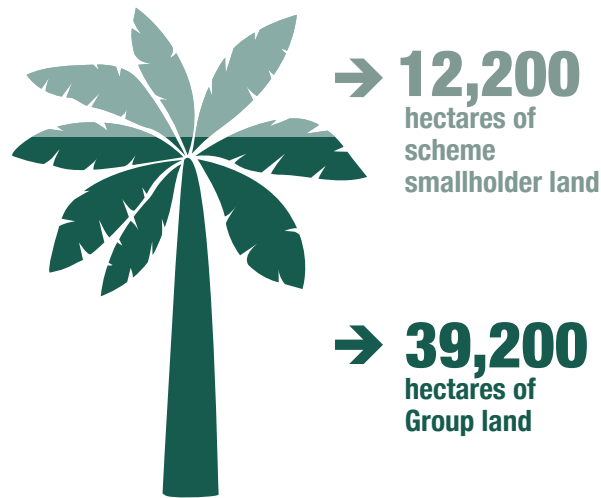 12,200
hectares of
scheme
smallholder land
39,200
hectares of
Group land